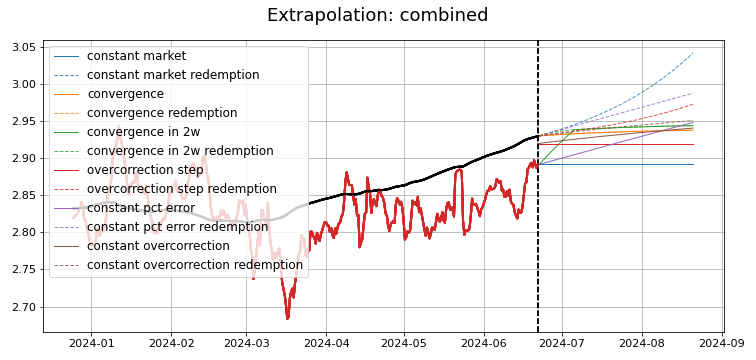 Extrapolation: combined
constant market
constant market redemption
convergence
convergence redemption
convergence in 2w
convergence in 2w redemption
overcorrection step
overcorrection step redemption
constant pct error
constant pct error redemption
constant overcorrection
constant overcorrection redemption
3.05
3.00
2.95
2.90
2.85
2.80
2.75
2.70
2024-01 2024-02 2024-03 2024-04 2024-05 2024-06 2024-07 2024-08 2024-09